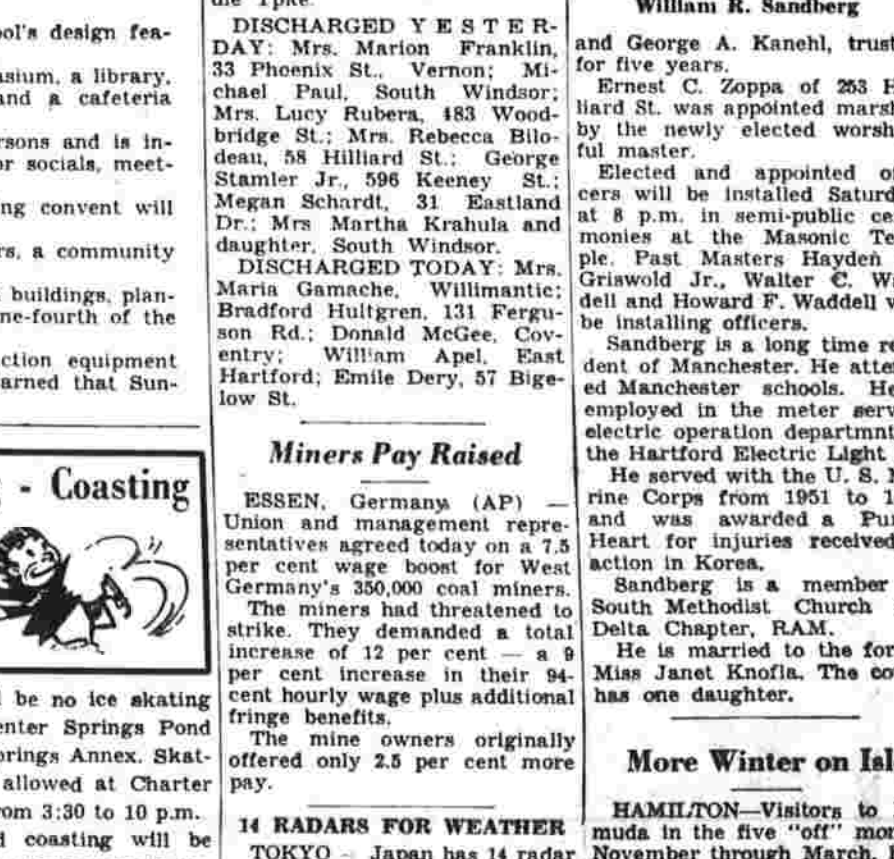 ool's design fea-
asium, a library,
and a cafeteria
rsons and is in-
or socials, meet-
ng convent will
rs, a community
buildings, plan-
ne-fourth of the
ction equipment
arned that Sun-
- Coasting
be no ice skating
enter Springs Pond
prings Annex. Skat-
allowed at Charter
rom 3:30 to 10 p.m.
d coasting will be
DISCHARGED Y E S T E R-
DAY: Mrs. Marion Franklin,
33 Phoenix St., Vernon; Mi-
chael Paul, South Windsor;
Mrs. Lucy Rubera, 483 Wood-
bridge St.; Mrs. Rebecca Bilo-
deau, 58 Hilliard St.; George
Stamler Jr., 596 Keeney St.;
Megan Schardt, 31 Eastland
Dr.; Mrs Martha Krahula and
daughter, South Windsor.
DISCHARGED TODAY: Mrs.
Maria Gamache, Willimantic;
Bradford Hultgren, 131 Fergu-
son Rd.; Donald McGee, Cov-
entry; William Apel, East
Hartford; Emile Dery, 57 Bige-
low St.
Miners Pay Raised
ESSEN, Germany (AP) —
Union and management repre-
sentatives agreed today on a 7.5
per cent wage boost for West
Germany's 350,000 coal miners.
The miners had threatened to
strike. They demanded a total
increase of 12 per cent — a 9
per cent increase in their 94-
cent hourly wage plus additional
fringe benefits.
The mine owners originally
offered only 2.5 per cent more
pay.
14 RADARS FOR WEATHER
TOKYO — Japan has 14 radar
William R. Sandberg
and George A. Kanehl, trust
for five years.
Ernest C. Zoppa of 253 H
liard St. was appointed marsh
by the newly elected worsh
ful master.
Elected and appointed of
cers will be installed Saturd
at 8 p.m. in semi-public ce
monies at the Masonic Te
ple. Past Masters Hayden
Griswold Jr., Walter C. Wa
dell and Howard F. Waddell w
be installing officers.
Sandberg is a long time re
dent of Manchester. He atte
ed Manchester schools. He
employed in the meter serv
electric operation departmnt
the Hartford Electric Light
He served with the U. S. M
rine Corps from 1951 to 1
and was awarded a Pu
Heart for injuries received
action in Korea.
Sandberg is a member
South Methodist Church
Delta Chapter, RAM.
He is married to the for
Miss Janet Knofla. The co
has one daughter.
More Winter on Isl
HAMILTON—Visitors to
muda in the five "off" mon
November through March,